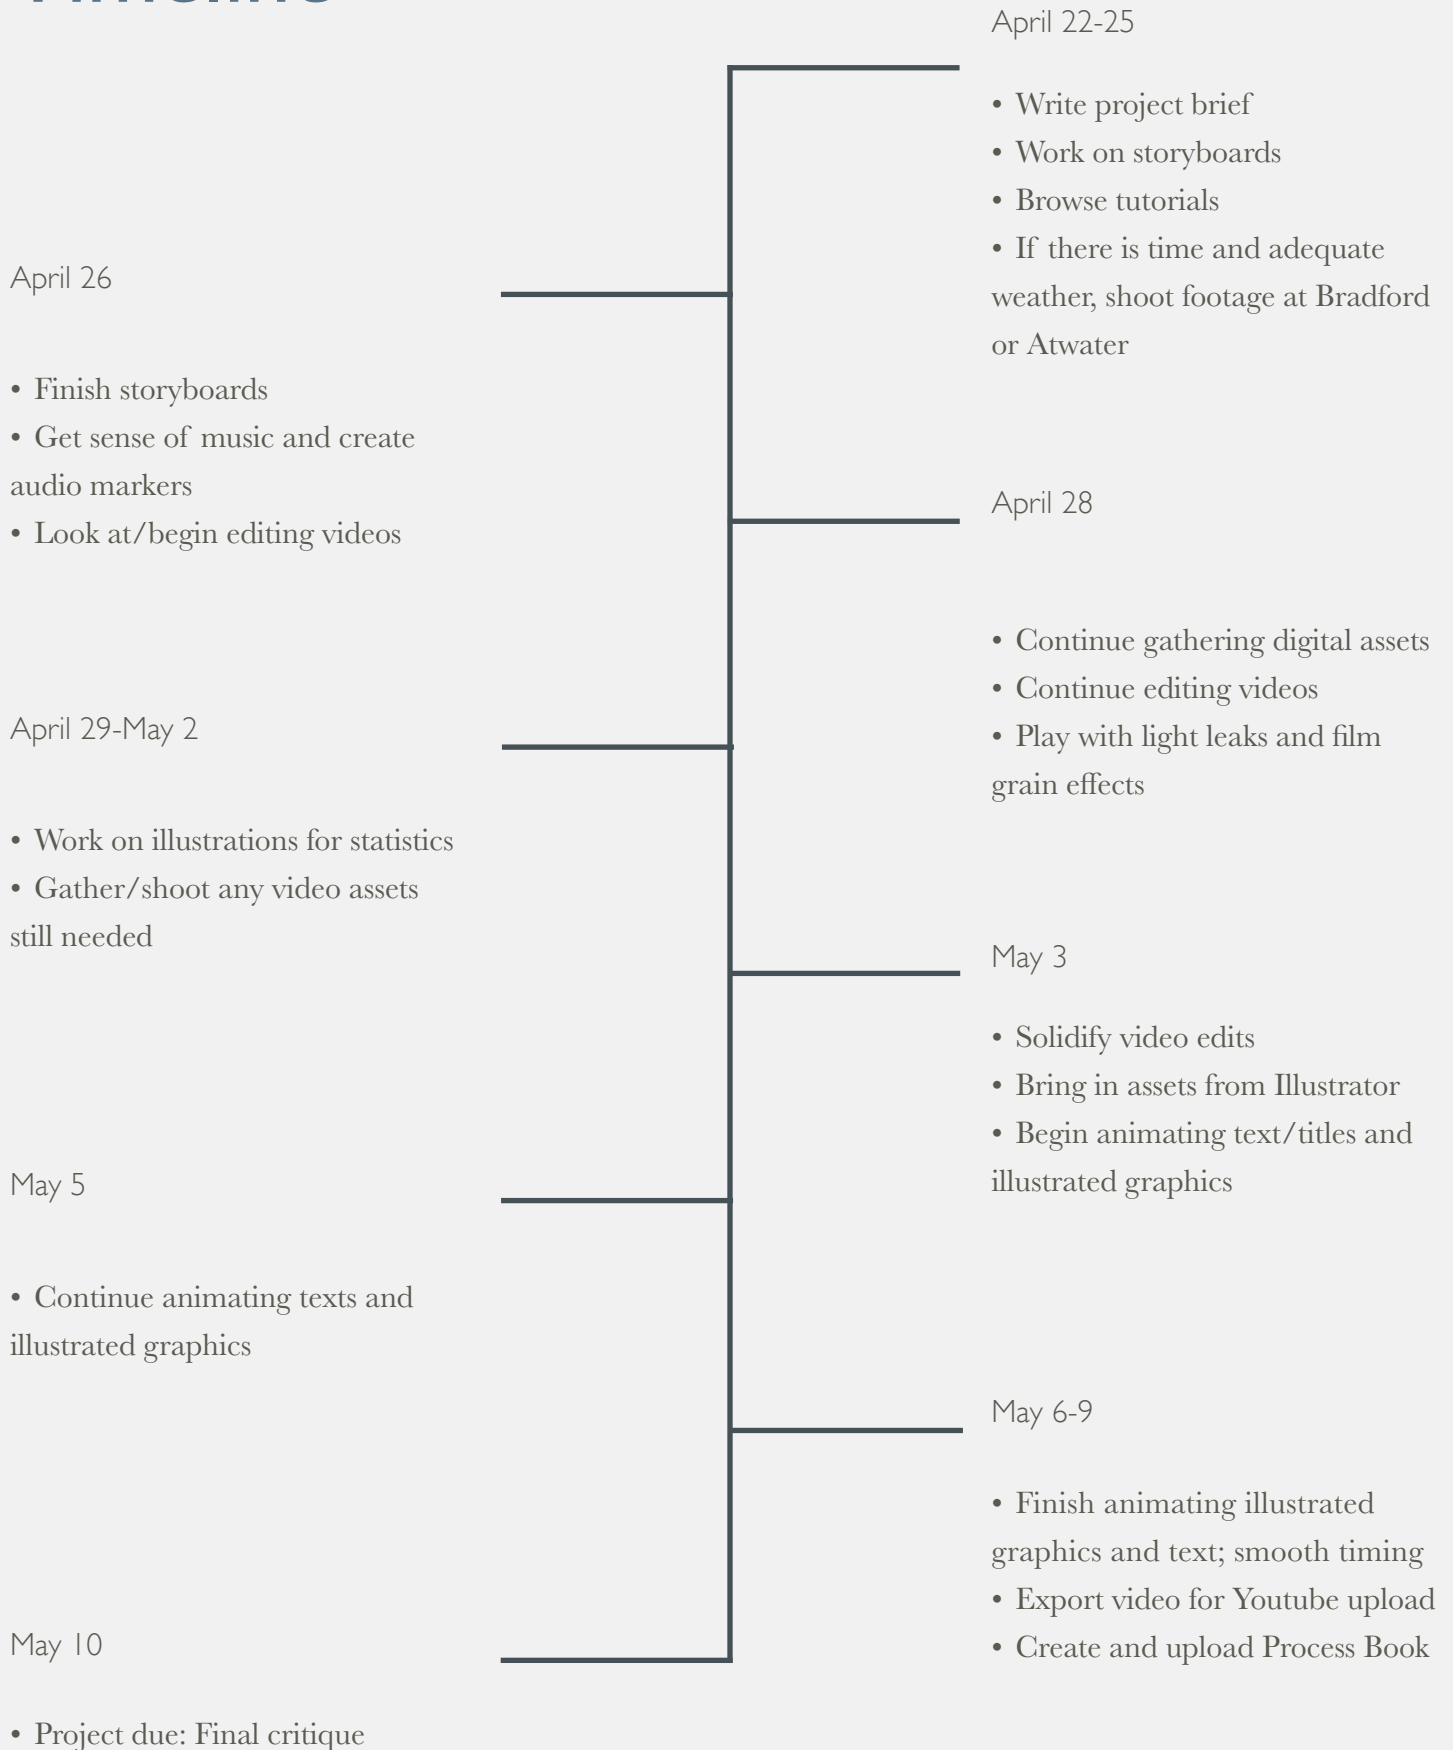 Timeline
April 22-25
• Write project brief
• Work on storyboards
• Browse tutorials
• If there is time and adequate
weather, shoot footage at Bradford
or Atwater
April 26
• Finish storyboards
• Get sense of music and create
audio markers
• Look at/begin editing videos
April 28
• Continue gathering digital assets
• Continue editing videos
• Play with light leaks and film
grain effects
April 29-May 2
• Work on illustrations for statistics
• Gather/shoot any video assets
still needed
May 3
• Solidify video edits
• Bring in assets from Illustrator
• Begin animating text/titles and
illustrated graphics
May 5
• Continue animating texts and
illustrated graphics
May 6-9
• Finish animating illustrated
graphics and text; smooth timing
• Export video for Youtube upload
• Create and upload Process Book
May 10
• Project due: Final critique